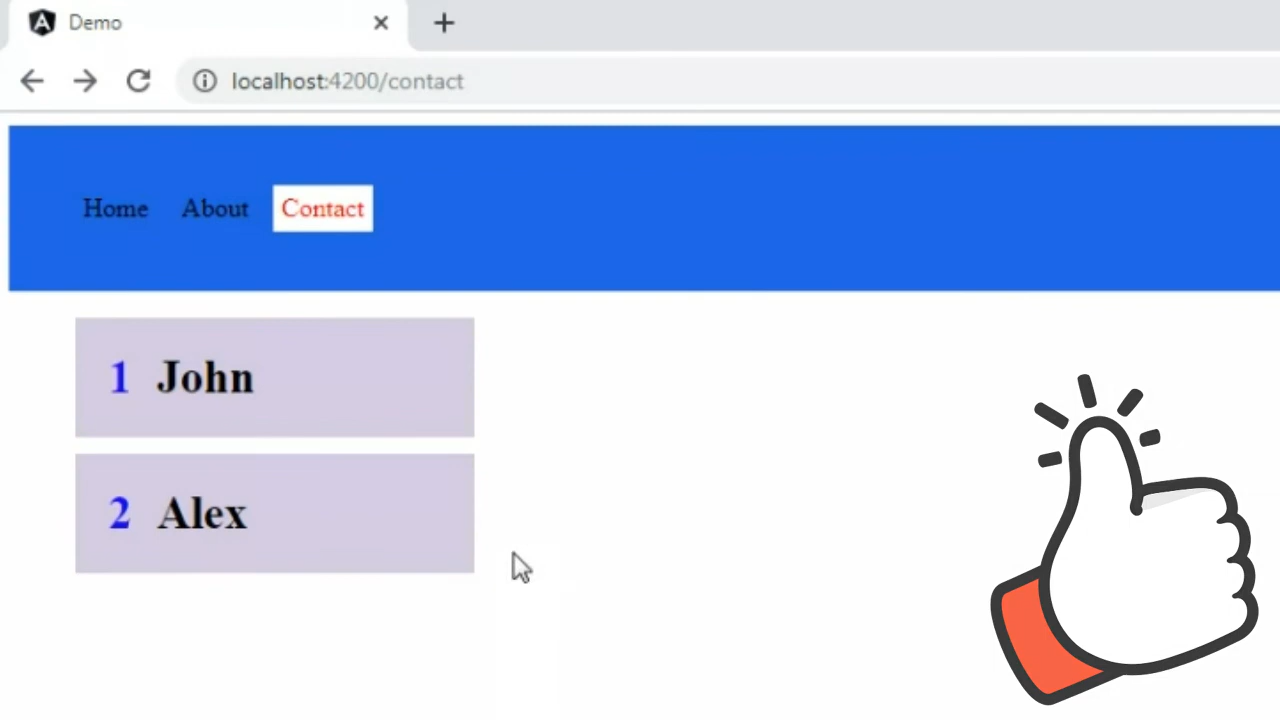 Demo
localhost:4200/contact
Home About Contact
1 John
2 Alex